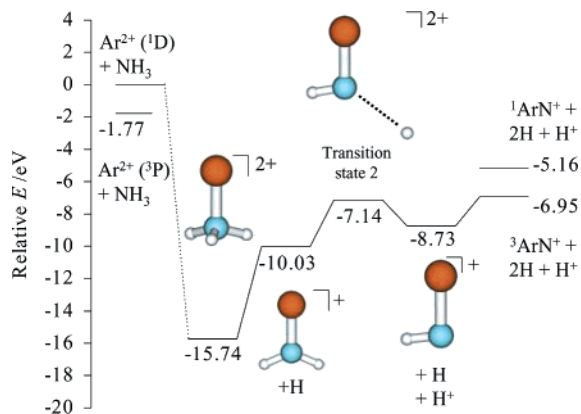 4
2
0
-2
-4
-6
-8
-10
-12
-14
-16
-18
-20
Relative E/eV
Ar²⁺ (¹D)
+ NH₃
-1.77
Ar²⁺ (³P)
+ NH₃
2+
-15.74
-10.03
+
+H
2+
Transition
state 2
-7.14
-8.73
+
+ H
+ H⁺
¹ArN⁺ +
2H + H⁺
-5.16
-6.95
³ArN⁺ +
2H + H⁺